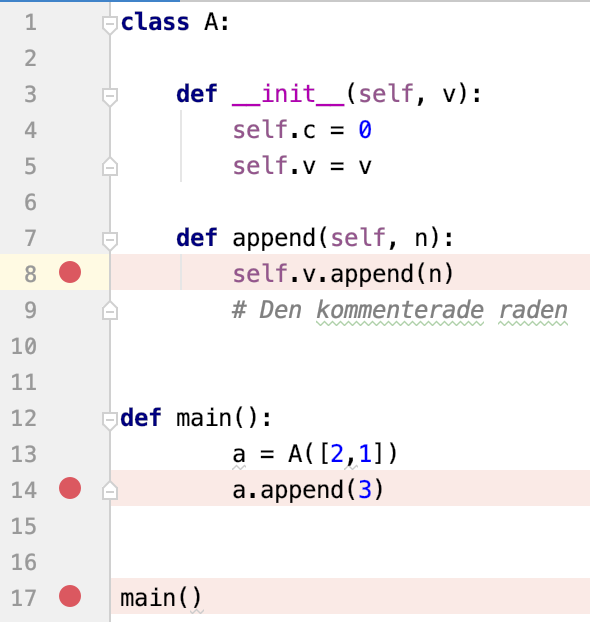 1 class A:
2
3     def __init__(self, v):
4         self.c = 0
5         self.v = v
6
7     def append(self, n):
8         self.v.append(n)
9         # Den kommenterade raden
10
11
12 def main():
13         a = A([2,1])
14         a.append(3)
15
16
17 main()